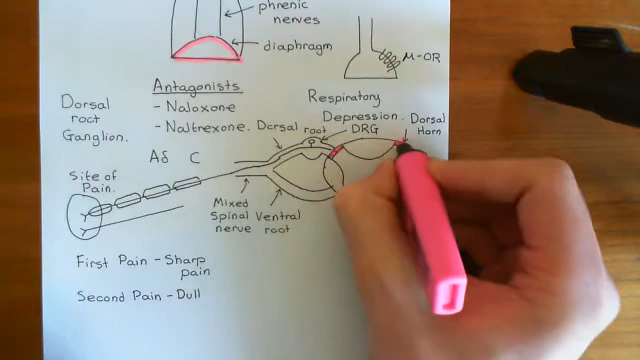 phrenic
nerves
diaphragm
μ-OR
Antagonists
- Naloxone
- Naltrexone.
Respiratory
Depression.
Dorsal
root
Ganglion.
Dorsal root
DRG
Dorsal
Horn
Aδ C
Site of
Pain.
Mixed
Spinal
nerve
Ventral
root
First Pain - Sharp
pain
Second Pain - Dull